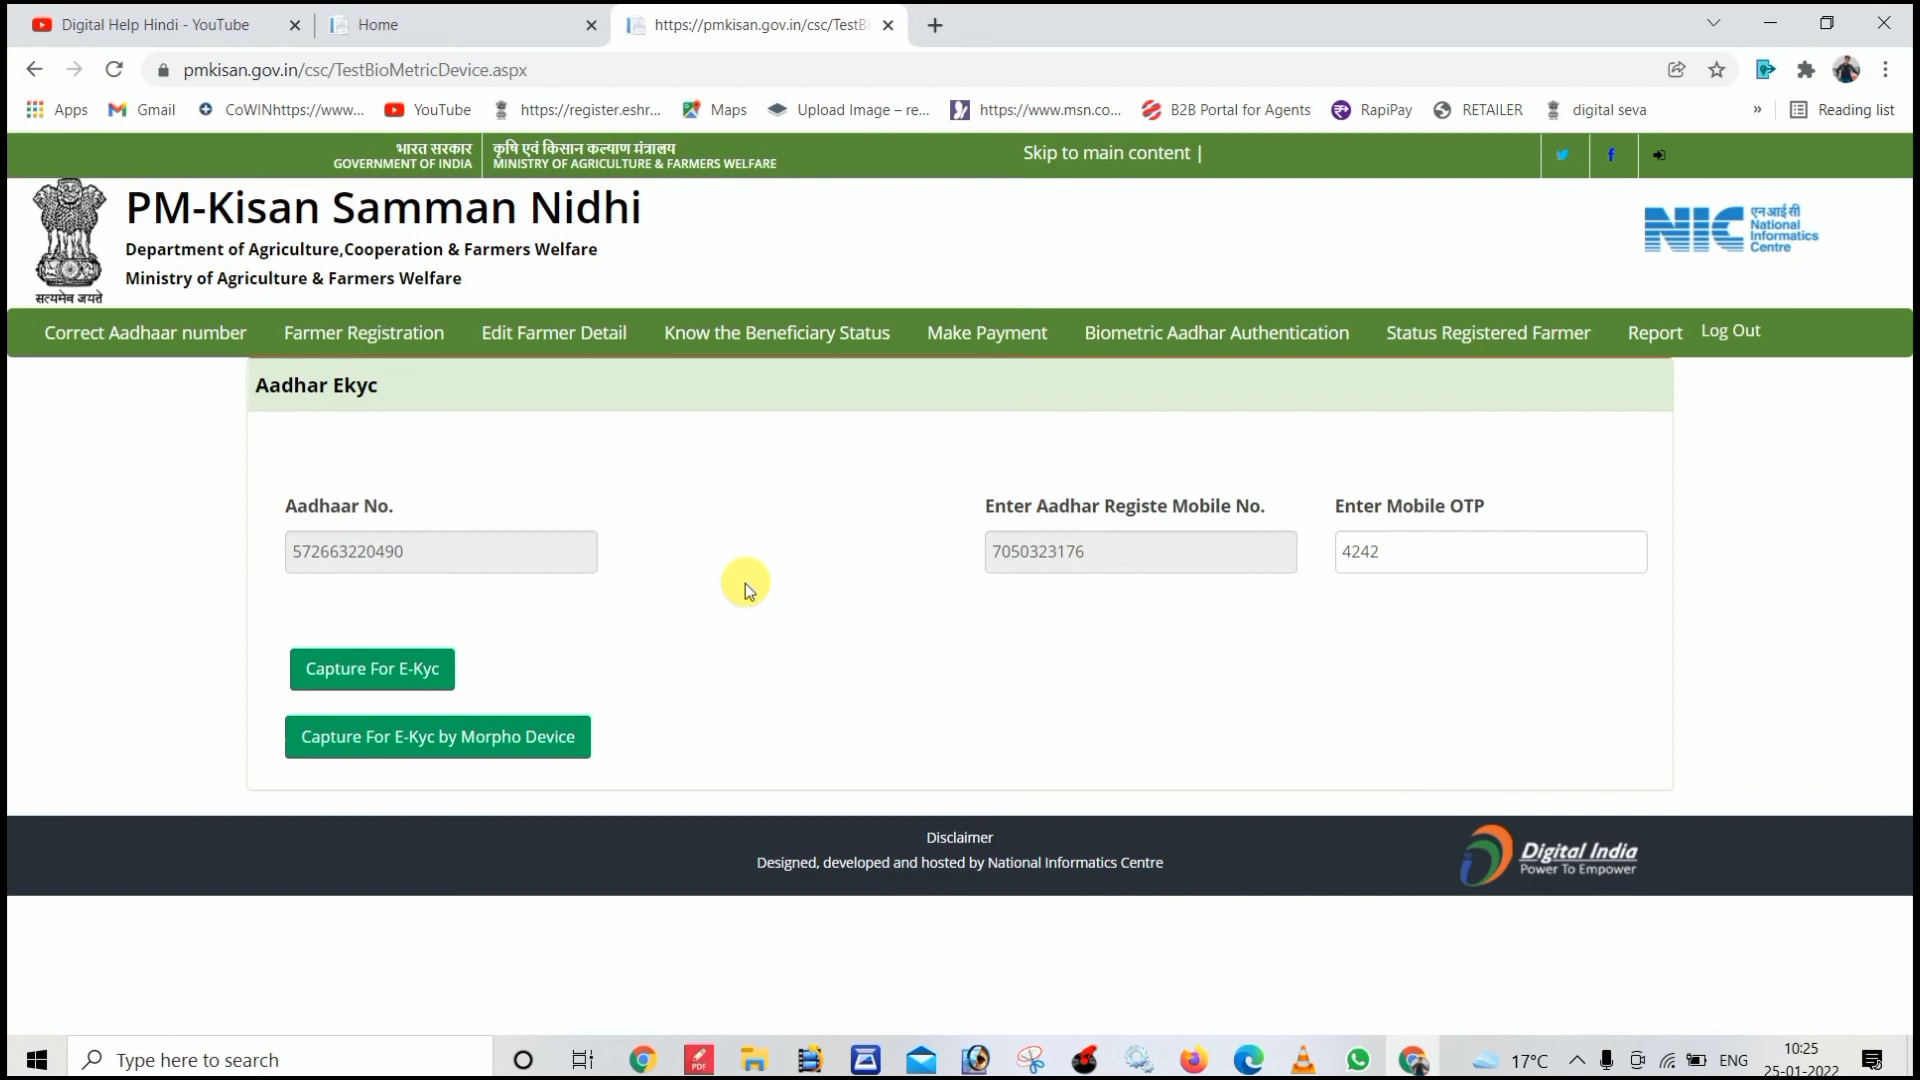 Digital Help Hindi - YouTube
Home
https://pmkisan.gov.in/csc/TestBi
pmkisan.gov.in/csc/TestBioMetricDevice.aspx
Apps
Gmail
CoWINhttps://www...
YouTube
https://register.eshr...
Maps
Upload Image – re...
https://www.msn.co...
B2B Portal for Agents
RapiPay
RETAILER
digital seva
»
Reading list
भारत सरकार
GOVERNMENT OF INDIA
कृषि एवं किसान कल्याण मंत्रालय
MINISTRY OF AGRICULTURE & FARMERS WELFARE
Skip to main content |
PM-Kisan Samman Nidhi
Department of Agriculture,Cooperation & Farmers Welfare
Ministry of Agriculture & Farmers Welfare
सत्यमेव जयते
NIC
एन आई सी
National
Informatics
Centre
Correct Aadhaar number
Farmer Registration
Edit Farmer Detail
Know the Beneficiary Status
Make Payment
Biometric Aadhar Authentication
Status Registered Farmer
Report
Log Out
Aadhar Ekyc
Aadhaar No.
Enter Aadhar Registe Mobile No.
Enter Mobile OTP
572663220490
7050323176
4242
Capture For E-Kyc
Capture For E-Kyc by Morpho Device
Disclaimer
Designed, developed and hosted by National Informatics Centre
Digital India
Power To Empower
Type here to search
PDF
17°C
ENG
10:25
25-01-2022